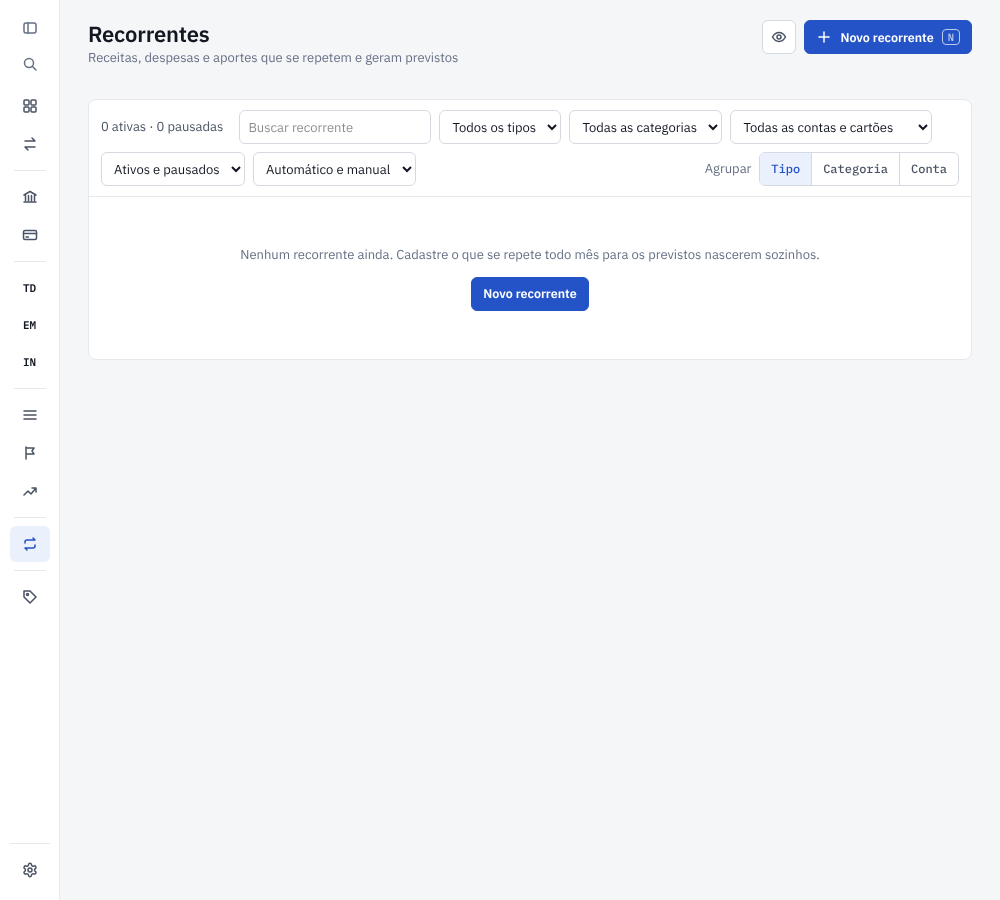 Recorrentes
Receitas, despesas e aportes que se repetem e geram previstos
Novo recorrente N
0 ativas · 0 pausadas
Buscar recorrente
Todos os tipos
Todas as categorias
Todas as contas e cartões
Ativos e pausados
Automático e manual
Agrupar
Tipo
Categoria
Conta
TD
EM
IN
Nenhum recorrente ainda. Cadastre o que se repete todo mês para os previstos nascerem sozinhos.
Novo recorrente